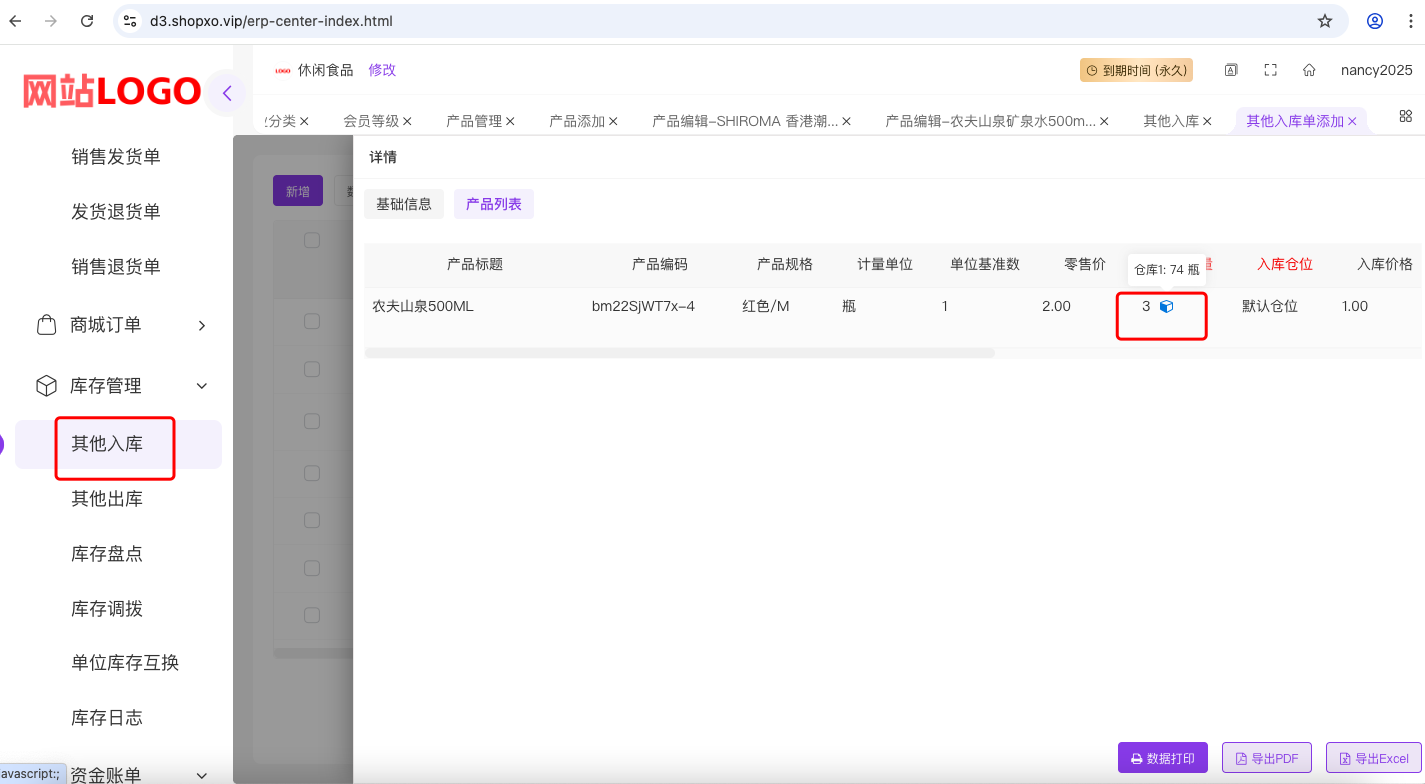 d3.shopxo.vip/erp-center-index.html
网站LOGO
LOGO 休闲食品 修改
到期时间 (永久)
nancy2025
分类
会员等级
产品管理
产品添加
产品编辑-SHIROMA 香港潮...
产品编辑-农夫山泉矿泉水500m...
其他入库
其他入库单添加
销售发货单
发货退货单
销售退货单
商城订单
库存管理
其他入库
其他出库
库存盘点
库存调拨
单位库存互换
库存日志
资金账单
avascript:;
新增
详情
基础信息 产品列表
产品标题 产品编码 产品规格 计量单位 单位基准数 零售价 量 入库仓位 入库价格
仓库1: 74 瓶
农夫山泉500ML bm22SjWT7x-4 红色/M 瓶 1 2.00 3 默认仓位 1.00
数据打印 导出PDF 导出Excel